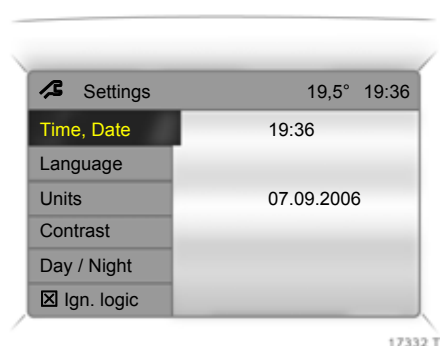 Settings 19,5° 19:36
Time, Date 19:36
Language
Units 07.09.2006
Contrast
Day / Night
Ign. logic
17332 T